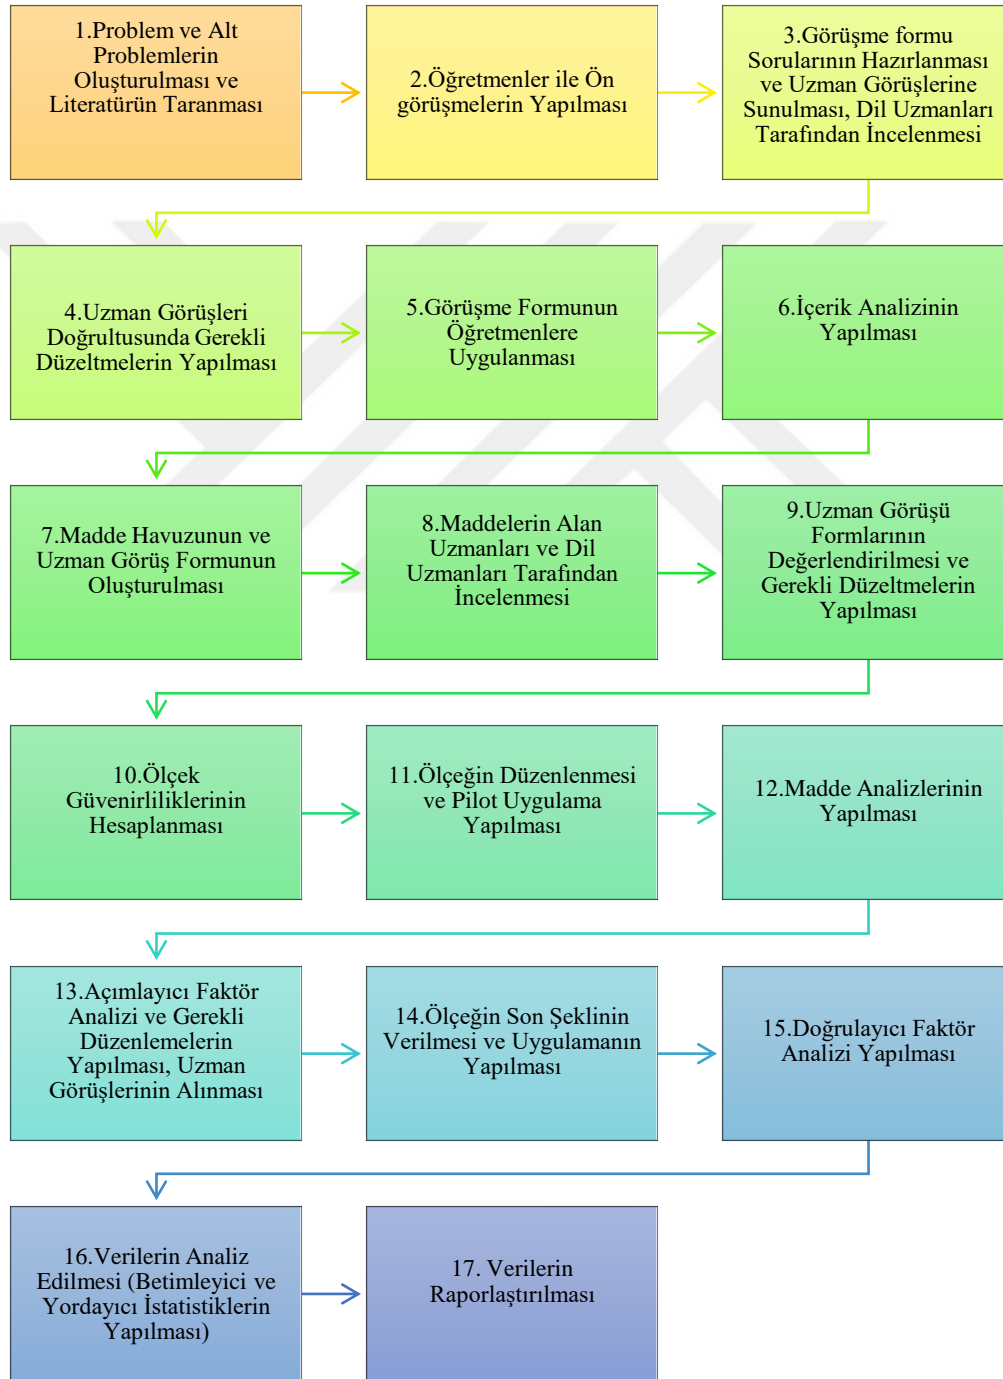 1.Problem ve Alt
Problemlerin
Oluşturulması ve
Literatürün Taranması
2.Öğretmenler ile Ön
görüşmelerin Yapılması
3.Görüşme formu
Sorularının Hazırlanması
ve Uzman Görüşlerine
Sunulması, Dil Uzmanları
Tarafından İncelenmesi
4.Uzman Görüşleri
Doğrultusunda Gerekli
Düzeltmelerin Yapılması
5.Görüşme Formunun
Öğretmenlere
Uygulanması
6.İçerik Analizinin
Yapılması
7.Madde Havuzunun ve
Uzman Görüş Formunun
Oluşturulması
8.Maddelerin Alan
Uzmanları ve Dil
Uzmanları Tarafından
İncelenmesi
9.Uzman Görüşü
Formlarının
Değerlendirilmesi ve
Gerekli Düzeltmelerin
Yapılması
10.Ölçek
Güvenirliliklerinin
Hesaplanması
11.Ölçeğin Düzenlenmesi
ve Pilot Uygulama
Yapılması
12.Madde Analizlerinin
Yapılması
13.Açımlayıcı Faktör
Analizi ve Gerekli
Düzenlemelerin
Yapılması, Uzman
Görüşlerinin Alınması
14.Ölçeğin Son Şeklinin
Verilmesi ve Uygulamanın
Yapılması
15.Doğrulayıcı Faktör
Analizi Yapılması
16.Verilerin Analiz
Edilmesi (Betimleyici ve
Yordayıcı İstatistiklerin
Yapılması)
17. Verilerin
Raporlaştırılması